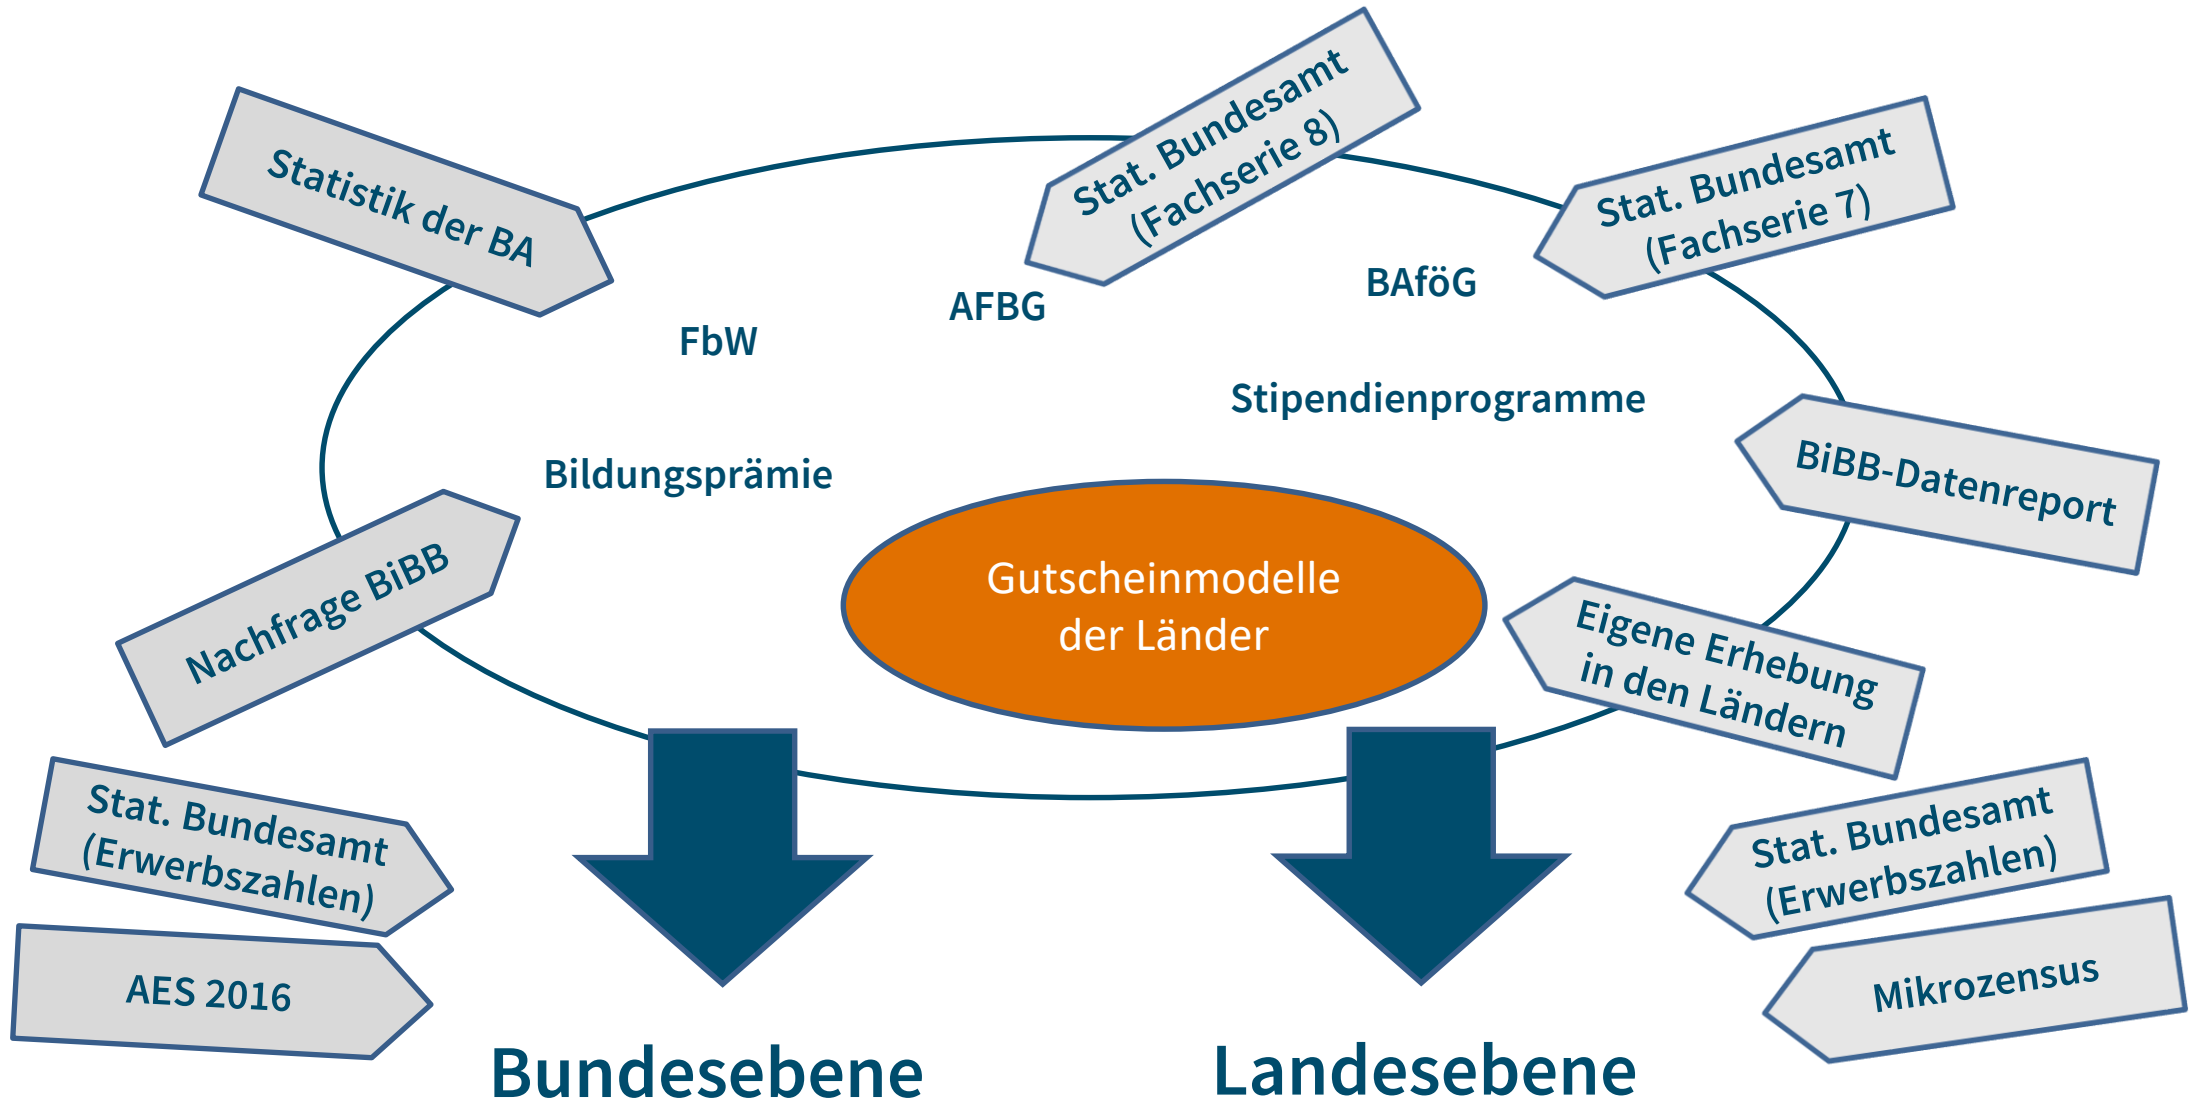 Statistik der BA
Stat. Bundesamt
(Fachserie 8)
Stat. Bundesamt
(Fachserie 7)
BAföG
AFBG
FbW
Stipendienprogramme
Bildungsprämie
BiBB-Datenreport
Nachfrage BiBB
Gutscheinmodelle
der Länder
Eigene Erhebung
in den Ländern
Stat. Bundesamt
(Erwerbszahlen)
Stat. Bundesamt
(Erwerbszahlen)
AES 2016
Mikrozensus
Bundesebene
Landesebene